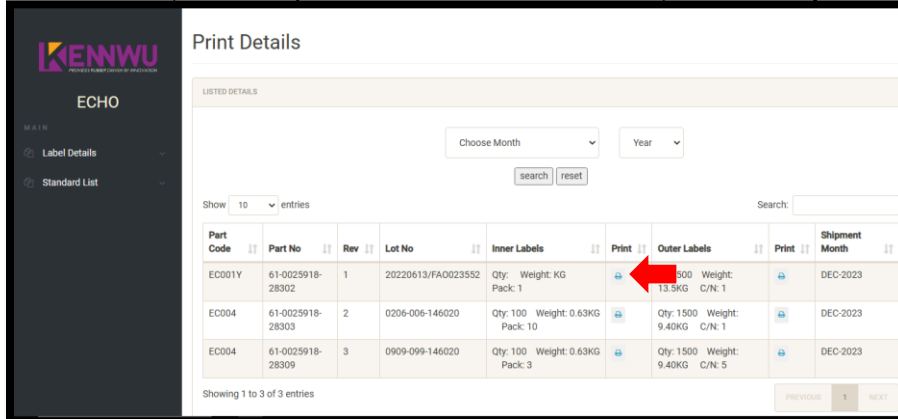 Print Details
KENNWU
ECHO
LISTED DETAILS
MAIN
Label Details
Standard List
Choose Month
Year
search
reset
Show 10 entries
Search:
Part Code
Part No
Rev
Lot No
Inner Labels
Print
Outer Labels
Print
Shipment Month
EC001Y
61-0025918-28302
1
20220613/FAO023552
Qty: Weight: KG
Pack: 1
500 Weight:
13.5KG C/N: 1
DEC-2023
EC004
61-0025918-28303
2
0206-006-146020
Qty: 100 Weight: 0.63KG
Pack: 10
Qty: 1500 Weight:
9.40KG C/N: 1
DEC-2023
EC004
61-0025918-28309
3
0909-099-146020
Qty: 100 Weight: 0.63KG
Pack: 3
Qty: 1500 Weight:
9.40KG C/N: 5
DEC-2023
Showing 1 to 3 of 3 entries
PREVIOUS 1 NEXT